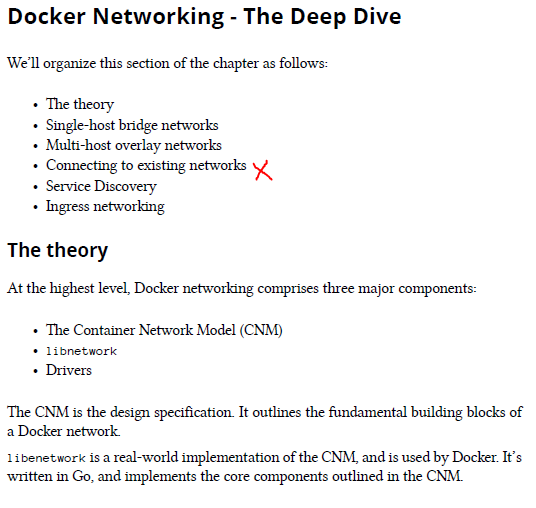 Docker Networking - The Deep Dive
We’ll organize this section of the chapter as follows:
• The theory
• Single-host bridge networks
• Multi-host overlay networks
• Connecting to existing networks
• Service Discovery
• Ingress networking
The theory
At the highest level, Docker networking comprises three major components:
• The Container Network Model (CNM)
• libnetwork
• Drivers
The CNM is the design specification. It outlines the fundamental building blocks of
a Docker network.
libenetwork is a real-world implementation of the CNM, and is used by Docker. It’s
written in Go, and implements the core components outlined in the CNM.